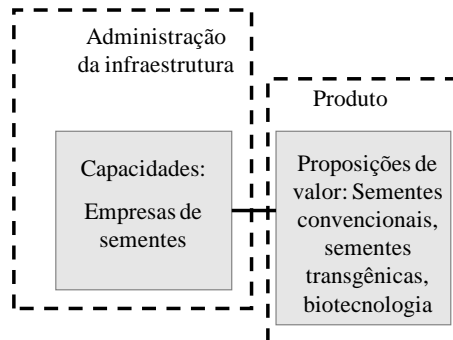 Administração
da infraestrutura
Produto
Capacidades:
Empresas de
sementes
Proposições de
valor: Sementes
convencionais,
sementes
transgênicas,
biotecnologia